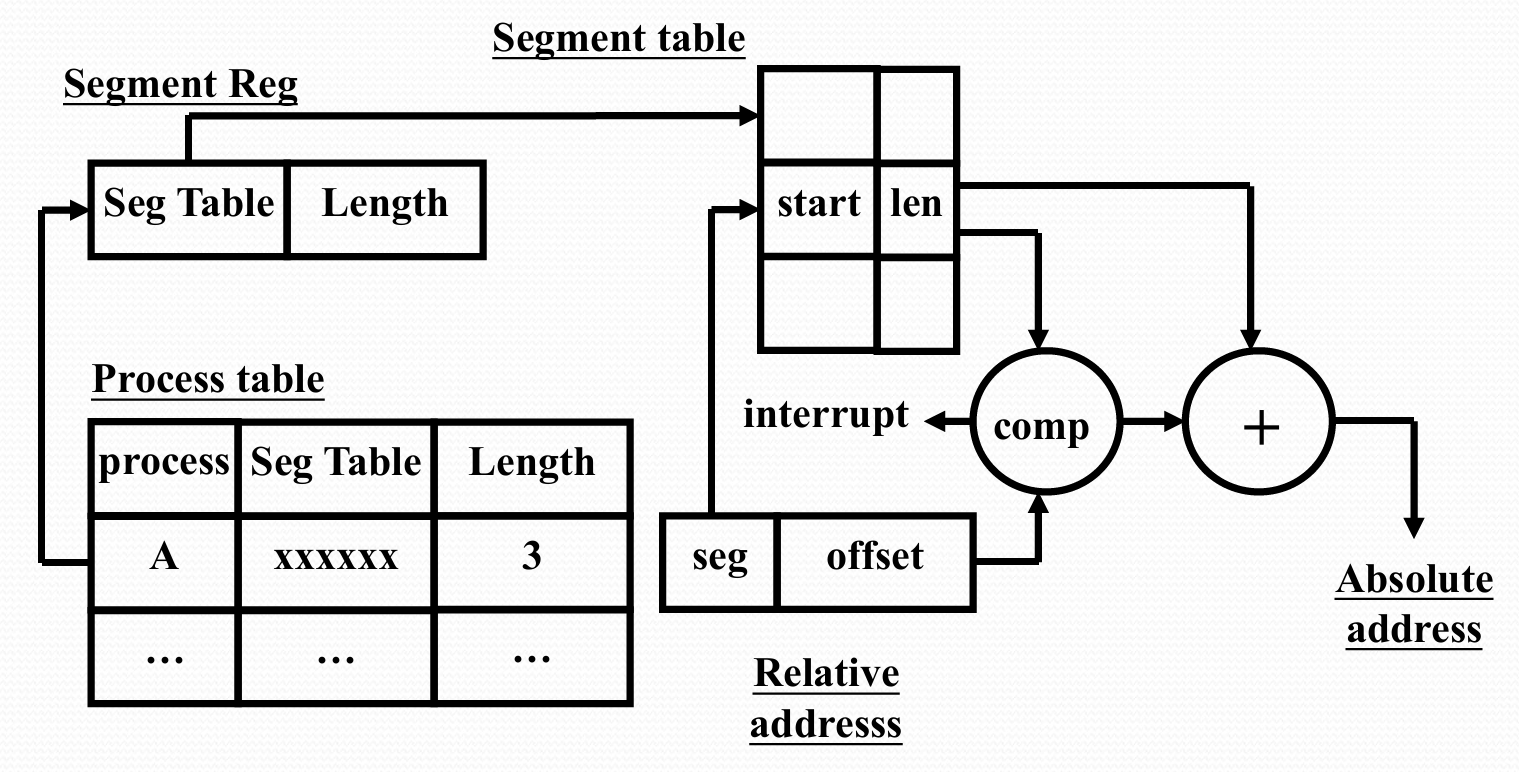 Segment table
Segment Reg
Seg Table Length
start len
Process table
process Seg Table Length
A xxxxxx 3
... ... ...
interrupt
comp
+
seg offset
Relative
addresss
Absolute
address